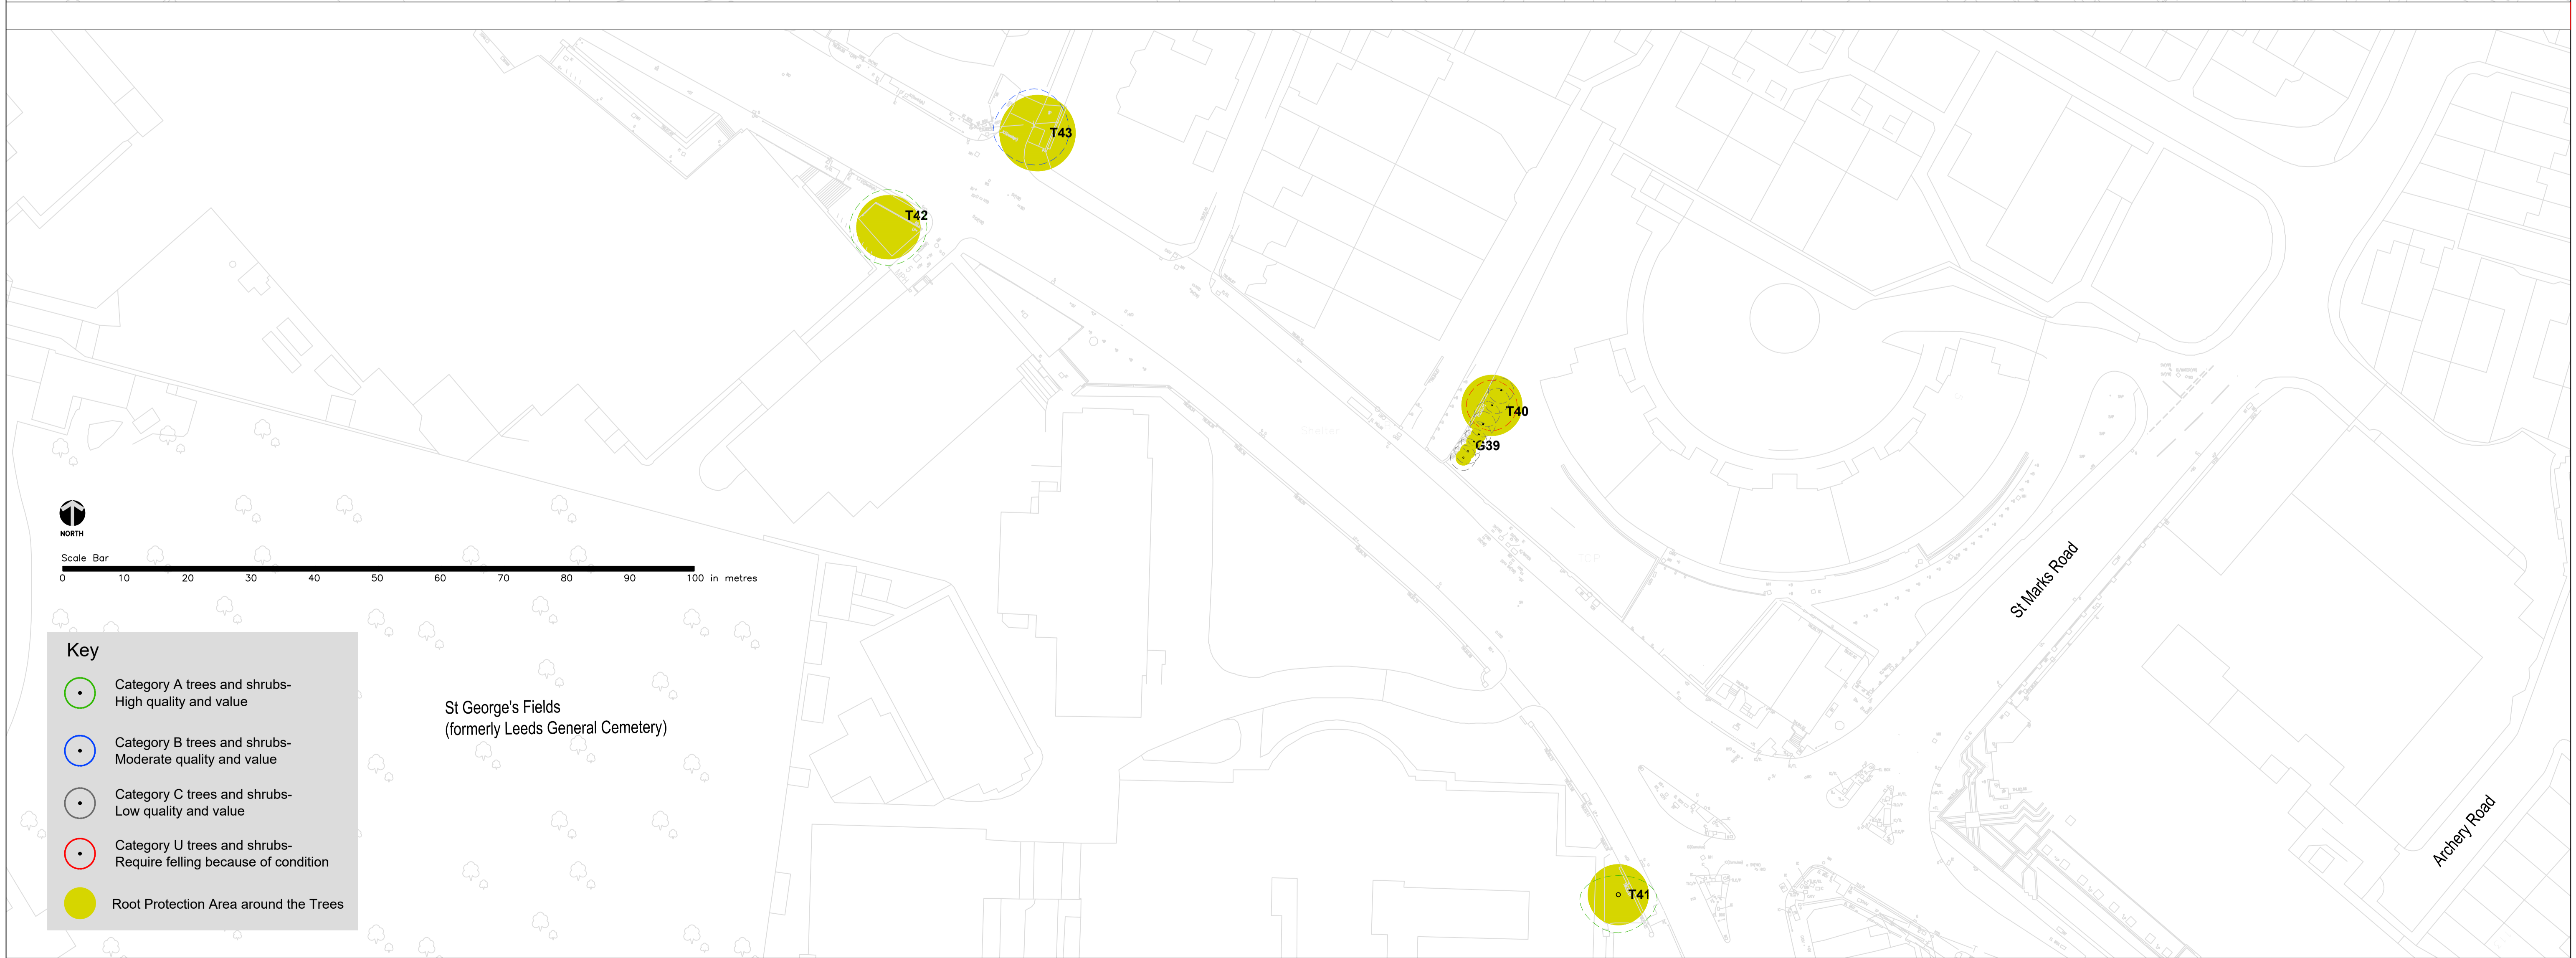 T43
T42
T40
G39
NORTH
Scale Bar
0 10 20 30 40 50 60 70 80 90 100 in metres
St Marks Road
Key
Category A trees and shrubs-
High quality and value
Category B trees and shrubs-
Moderate quality and value
Category C trees and shrubs-
Low quality and value
Category U trees and shrubs-
Require felling because of condition
Root Protection Area around the Trees
St George's Fields
(formerly Leeds General Cemetery)
Archery Road
T41